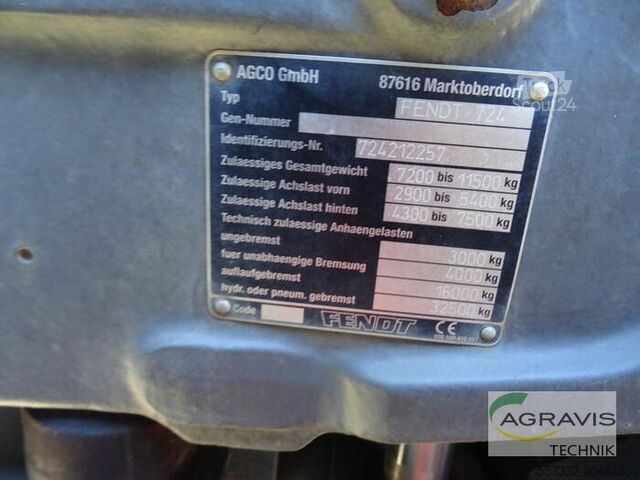 AGCO GmbH 87616 Marktoberdorf
Typ FENDT 724
Gen-Nummer
Identifizierungs-Nr. 724212257
Zulaessiges Gesamtgewicht 7200 bis 11500 kg
Zulaessige Achslast vorn 2900 bis 5400 kg
Zulaessige Achslast hinten 4300 bis 7500 kg
Technisch zulaessige Anhaengelasten
ungebremst 3000 kg
fuer unabhaengige Bremsung 4000 kg
auflaufgebremst 16000 kg
hydr. oder pneum. gebremst 32500 kg
Code FENDT CE
Truck
Scout24
AGRAVIS
TECHNIK